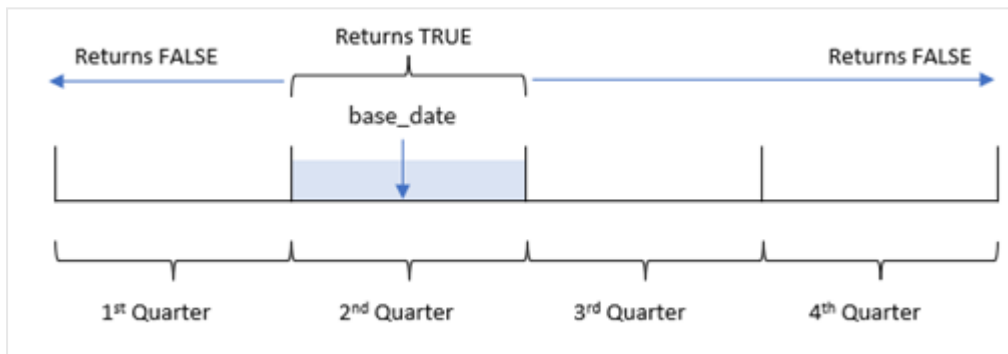 Returns TRUE
Returns FALSE
Returns FALSE
base_date
1st Quarter
2nd Quarter
3rd Quarter
4th Quarter